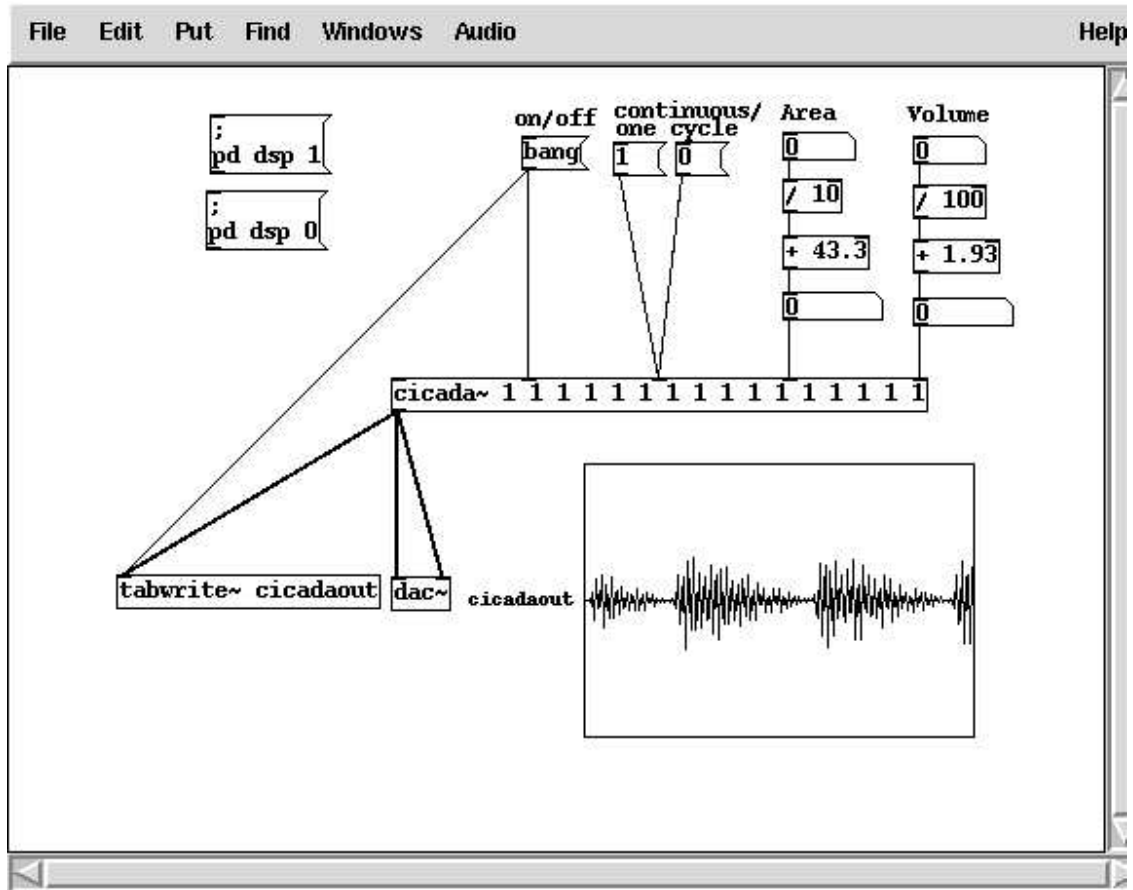 File Edit Put Find Windows Audio Help
;
pd dsp 1
;
pd dsp 0
on/off
bang
continuous/
one cycle
1 0
Area
0
/ 10
+ 43.3
0
Volume
0
/ 100
+ 1.93
0
cicada~ 1 1 1 1 1 1 1 1 1 1 1 1 1 1 1 1
tabwrite~ cicadaout
dac~
cicadaout